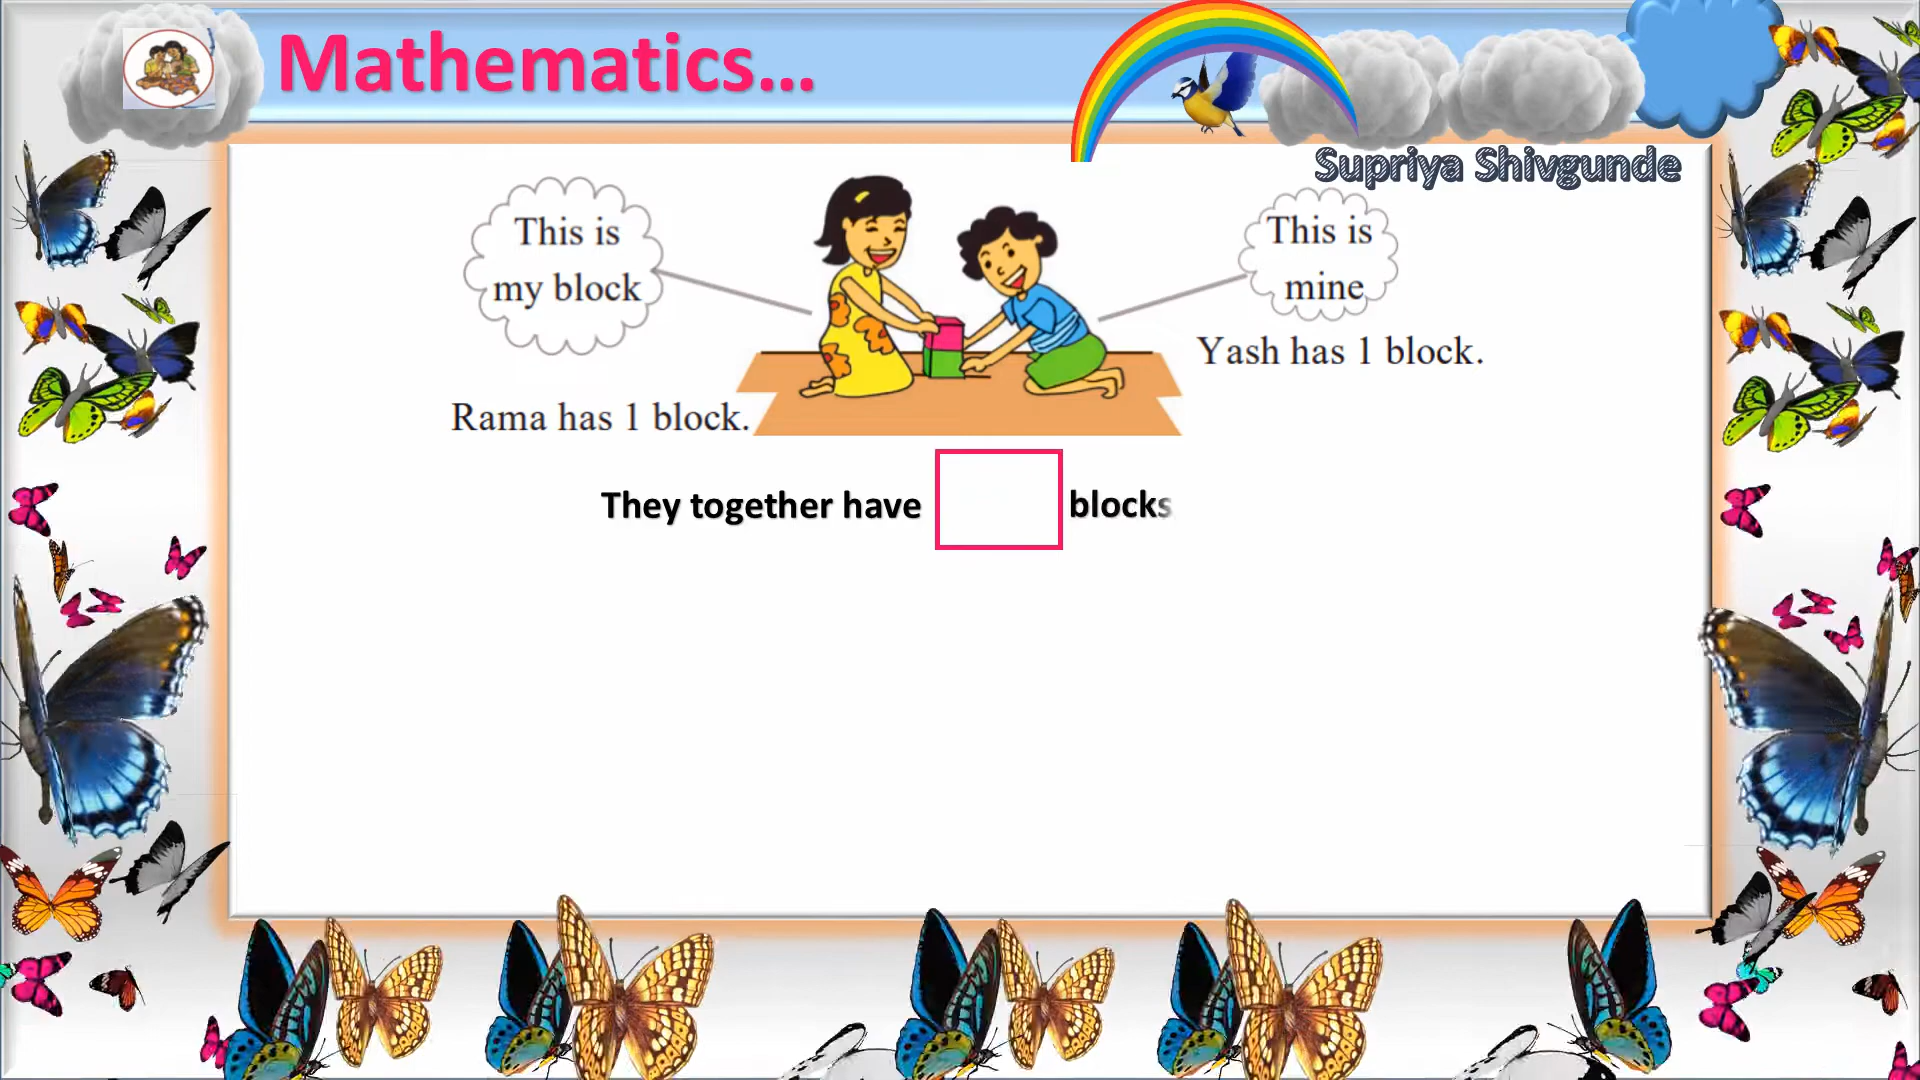 Mathematics...
Supriya Shivgunde
This is
my block
This is
mine
Yash has 1 block.
Rama has 1 block.
They together have blocks